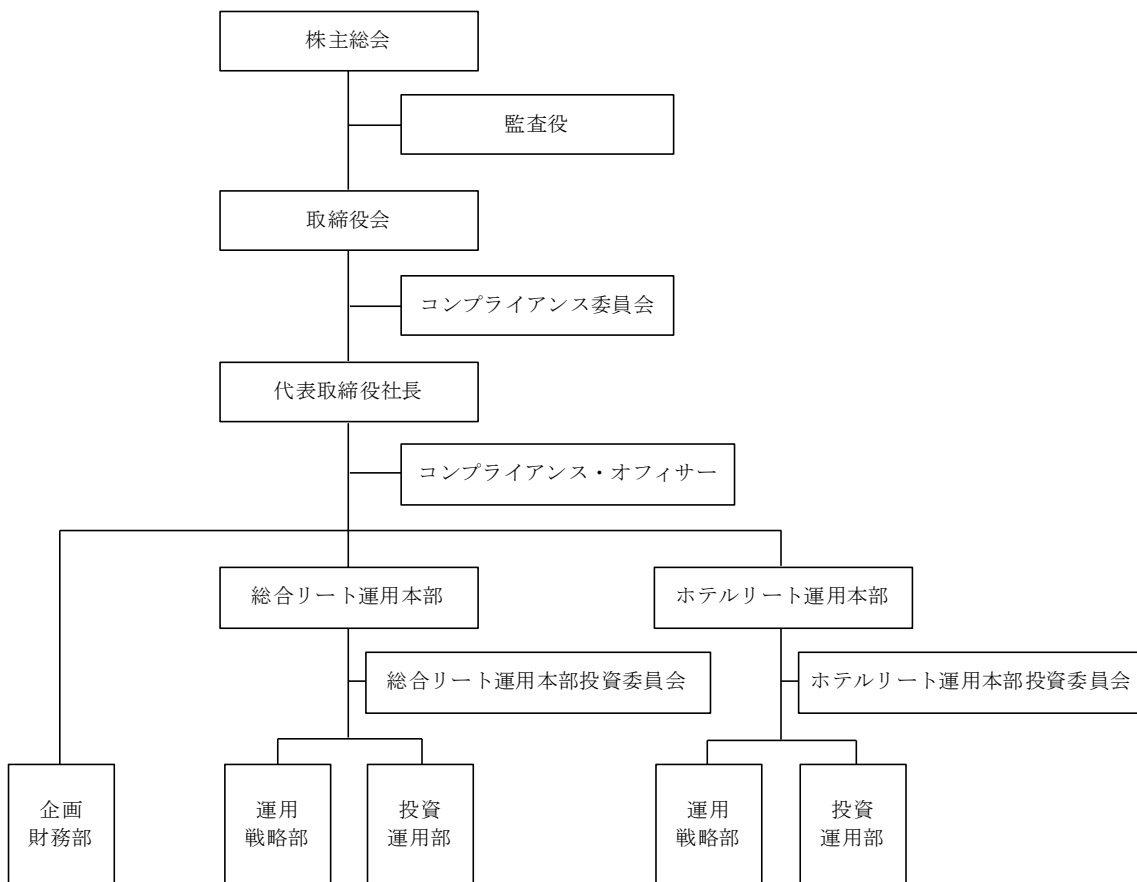 株主総会
監査役
取締役会
コンプライアンス委員会
代表取締役社長
コンプライアンス・オフィサー
総合リート運用本部
ホテルリート運用本部
総合リート運用本部投資委員会
ホテルリート運用本部投資委員会
企画
財務部
運用
戦略部
投資
運用部
運用
戦略部
投資
運用部